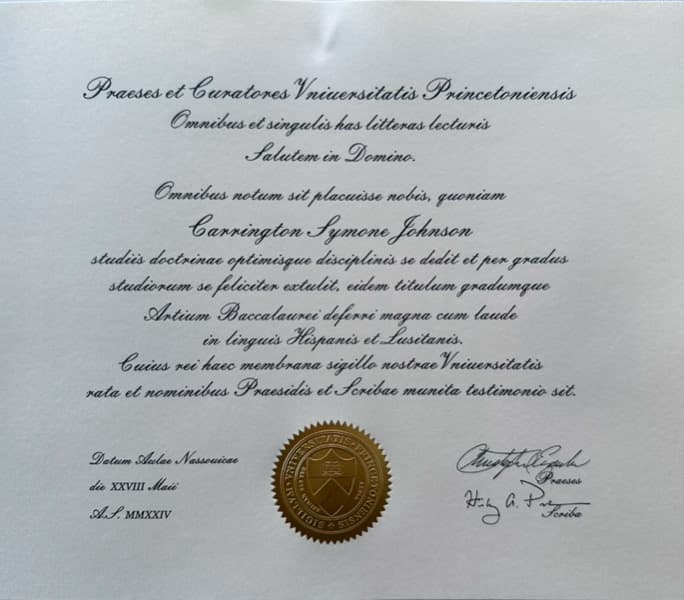 Praeses et Curatores Vniuersitatis Princetoniensis
Omnibus et singulis has litteras lecturis
Salutem in Domino.
Omnibus notum sit placuisse nobis, quoniam
Carrington Symone Johnson
studiis doctrinae optimisque disciplinis se dedit et per gradus
studiorum se feliciter extulit, eidem titulum gradumque
Artium Baccalaurei deferri magna cum laude
in linguis Hispanis et Lusitanis.
Cuius rei haec membrana sigillo nostrae Vniuersitatis
rata et nominibus Praesidis et Scribae munita testimonio sit.
Datum Aulae Nassouicae
die XXVIII Maii
A.S. MMXXIV
SIGILLVM VNIVERSITATIS PRINCETONIENSIS
Praeses
Scriba